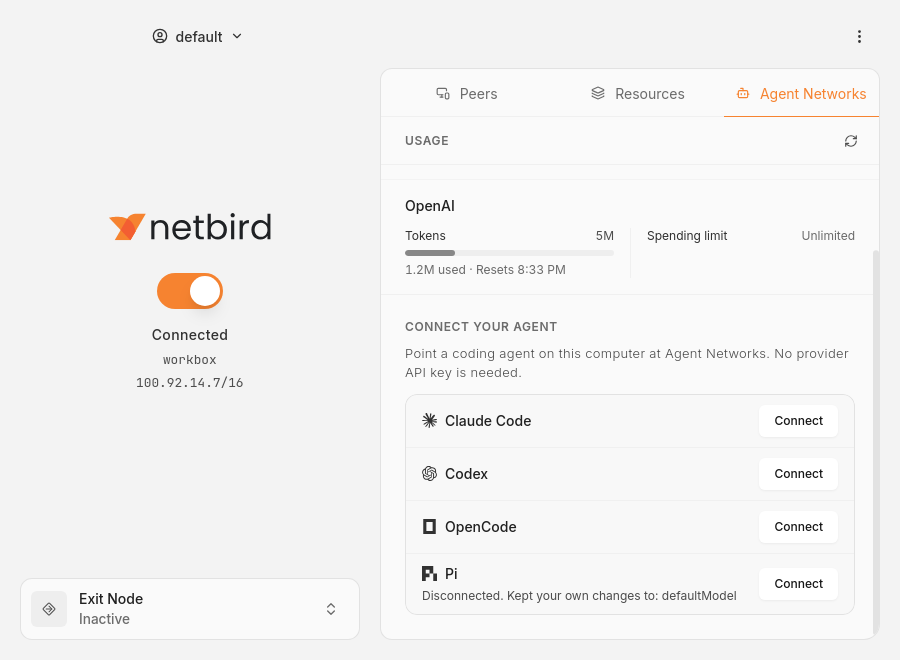 default
netbird
Connected
workbox
100.92.14.7/16
Exit Node
Inactive
Peers
Resources
Agent Networks
USAGE
OpenAI
Tokens 5M
1.2M used · Resets 8:33 PM
Spending limit Unlimited
CONNECT YOUR AGENT
Point a coding agent on this computer at Agent Networks. No provider
API key is needed.
Claude Code Connect
Codex Connect
OpenCode Connect
Pi Connect
Disconnected. Kept your own changes to: defaultModel